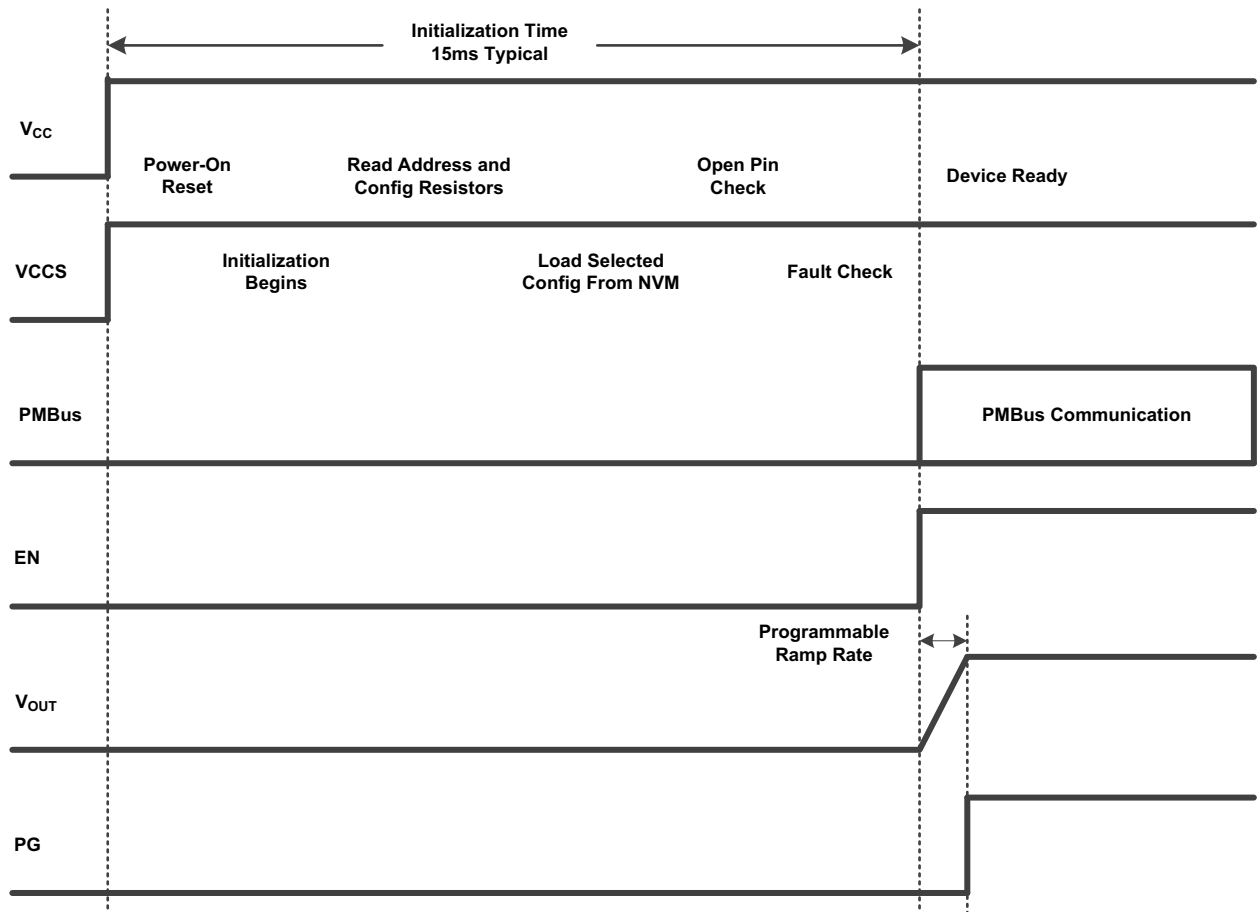 Initialization Time
15ms Typical
VCC
Power-On
Reset
Read Address and
Config Resistors
Open Pin
Check
Device Ready
VCCS
Initialization
Begins
Load Selected
Config From NVM
Fault Check
PMBus
PMBus Communication
EN
Programmable
Ramp Rate
VOUT
PG